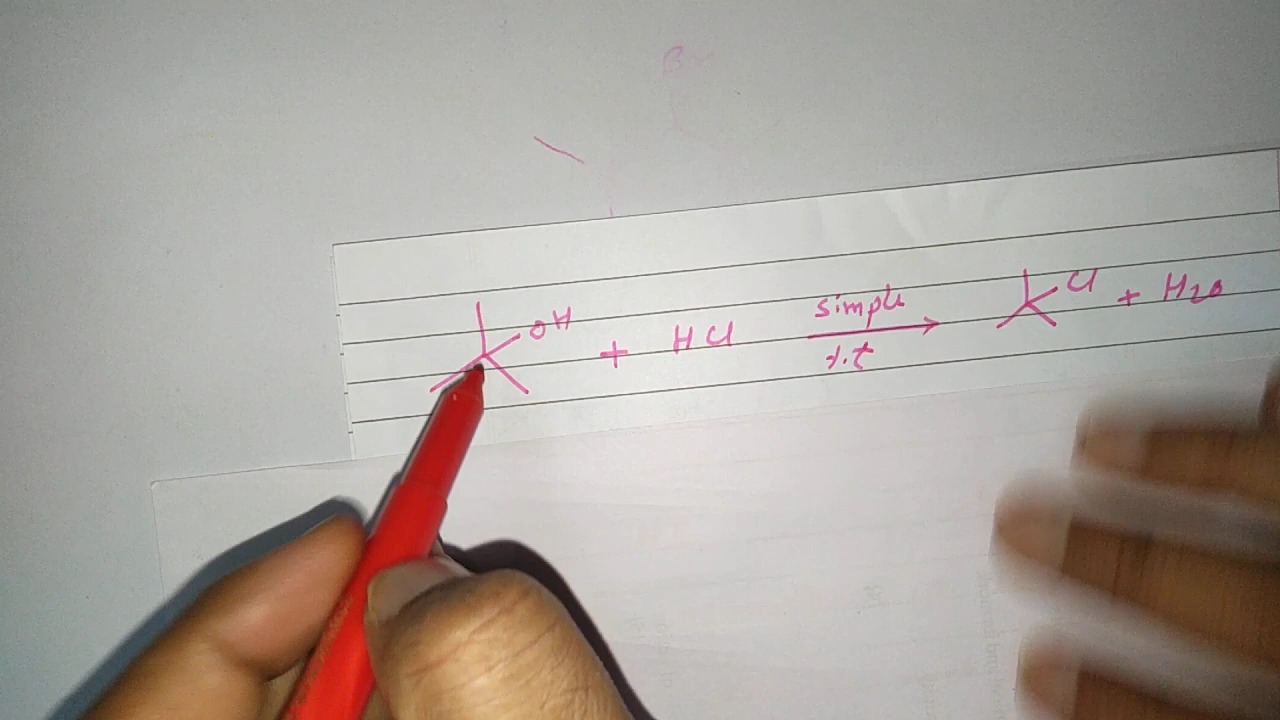 simple
OH + HCl → Cl + H2O
r.t